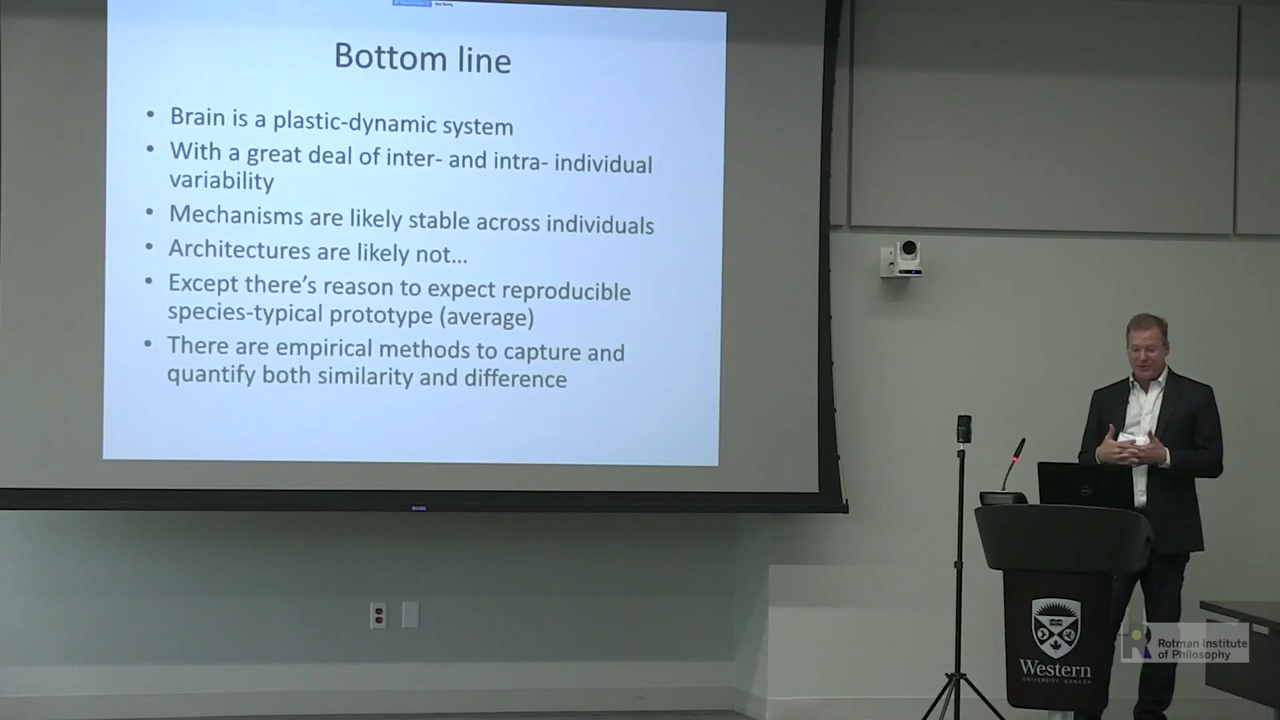 Bottom line
• Brain is a plastic-dynamic system
• With a great deal of inter- and intra- individual
variability
• Mechanisms are likely stable across individuals
• Architectures are likely not...
• Except there's reason to expect reproducible
species-typical prototype (average)
• There are empirical methods to capture and
quantify both similarity and difference
Western
UNIVERSITY · CANADA
Rotman Institute
of Philosophy